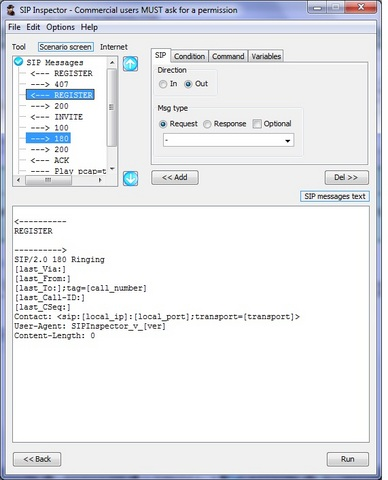 SIP Inspector - Commercial users MUST ask for a permission
File Edit Options Help
Tool Scenario screen Internet
SIP Messages
<--- REGISTER
---> 407
<--- REGISTER
---> 200
<--- INVITE
---> 100
---> 180
---> 200
<--- ACK
---- Play pcap=t
SIP Condition Command Variables
Direction
In Out
Msg type
Request Response Optional
-
<< Add Del >>
SIP messages text
<----------
REGISTER
---------->
SIP/2.0 180 Ringing
[last_Via:]
[last_From:]
[last_To:];tag=[call_number]
[last_Call-ID:]
[last_CSeq:]
Contact: <sip:[local_ip]:[local_port];transport=[transport]>
User-Agent: SIPInspector_v_[ver]
Content-Length: 0
<< Back Run